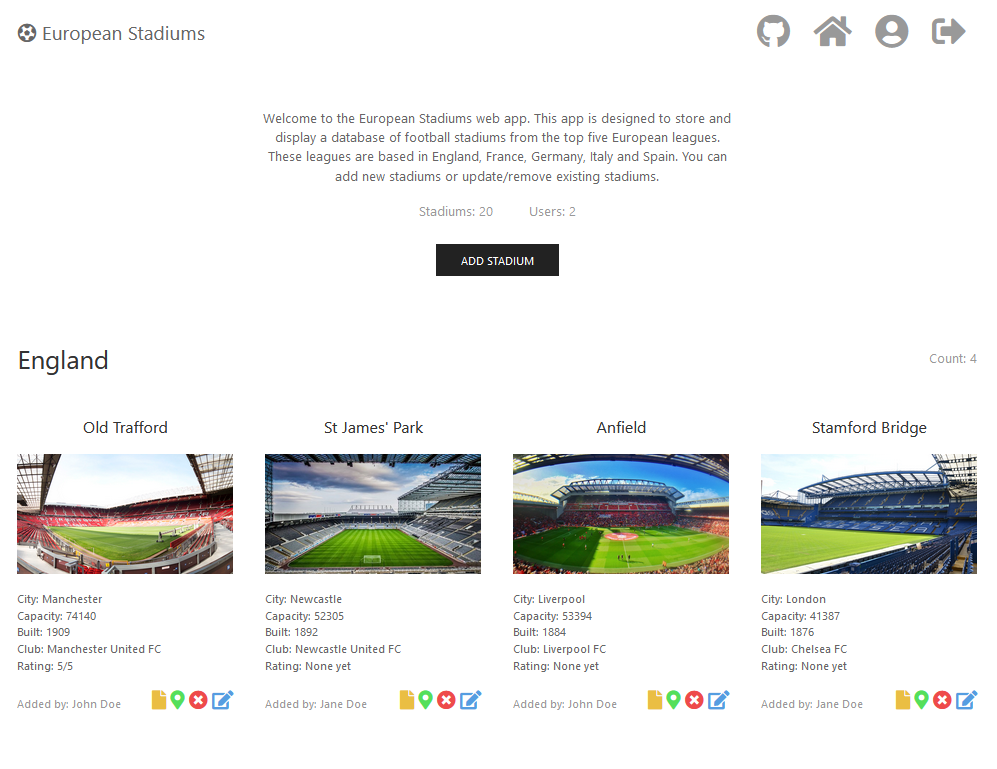 European Stadiums
Welcome to the European Stadiums web app. This app is designed to store and
display a database of football stadiums from the top five European leagues.
These leagues are based in England, France, Germany, Italy and Spain. You can
add new stadiums or update/remove existing stadiums.
Stadiums: 20 Users: 2
ADD STADIUM
England
Count: 4
Old Trafford
City: Manchester
Capacity: 74140
Built: 1909
Club: Manchester United FC
Rating: 5/5
Added by: John Doe
St James' Park
City: Newcastle
Capacity: 52305
Built: 1892
Club: Newcastle United FC
Rating: None yet
Added by: Jane Doe
Anfield
City: Liverpool
Capacity: 53394
Built: 1884
Club: Liverpool FC
Rating: None yet
Added by: John Doe
Stamford Bridge
City: London
Capacity: 41387
Built: 1876
Club: Chelsea FC
Rating: None yet
Added by: Jane Doe